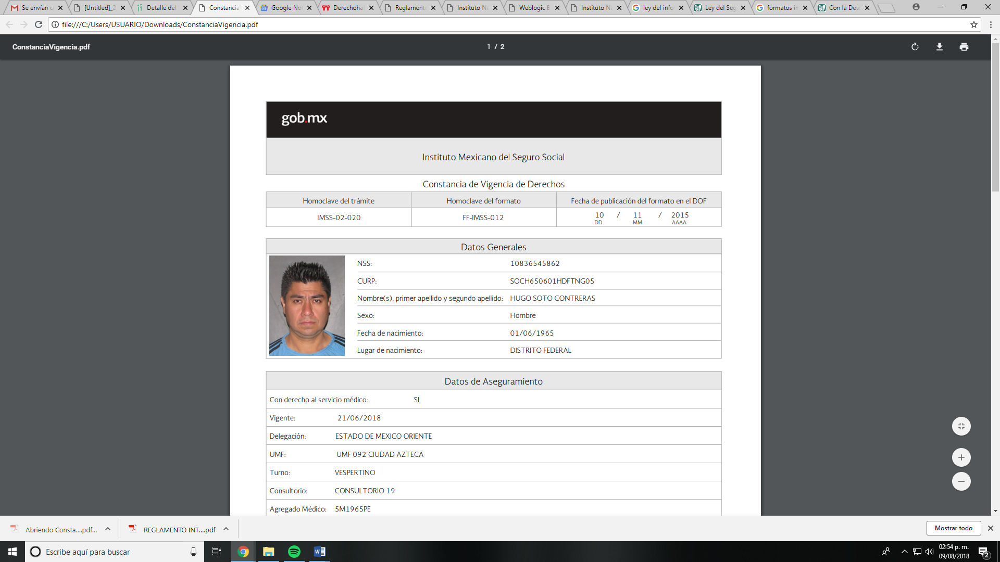 Se envían c
[Untitled]_2
Detalle del
Constancia
Google No
Derechoha
Reglament
Instituto Na
Weblogic B
Instituto Na
ley del info
Ley del Seg
formatos in
Con la Dete
file:///C:/Users/USUARIO/Downloads/ConstanciaVigencia.pdf
ConstanciaVigencia.pdf
1 / 2
gob.mx
Instituto Mexicano del Seguro Social
Constancia de Vigencia de Derechos
Homoclave del trámite
Homoclave del formato
Fecha de publicación del formato en el DOF
IMSS-02-020
FF-IMSS-012
10 / 11 / 2015
DD MM AAAA
Datos Generales
NSS: 10836545862
CURP: SOCH650601HDFTNG05
Nombre(s), primer apellido y segundo apellido: HUGO SOTO CONTRERAS
Sexo: Hombre
Fecha de nacimiento: 01/06/1965
Lugar de nacimiento: DISTRITO FEDERAL
Datos de Aseguramiento
Con derecho al servicio médico: SI
Vigente: 21/06/2018
Delegación: ESTADO DE MEXICO ORIENTE
UMF: UMF 092 CIUDAD AZTECA
Turno: VESPERTINO
Consultorio: CONSULTORIO 19
Agregado Médico: 5M1965PE
Abriendo Consta....pdf...
REGLAMENTO INT....pdf
Mostrar todo
Escribe aquí para buscar
02:54 p. m.
09/08/2018
2